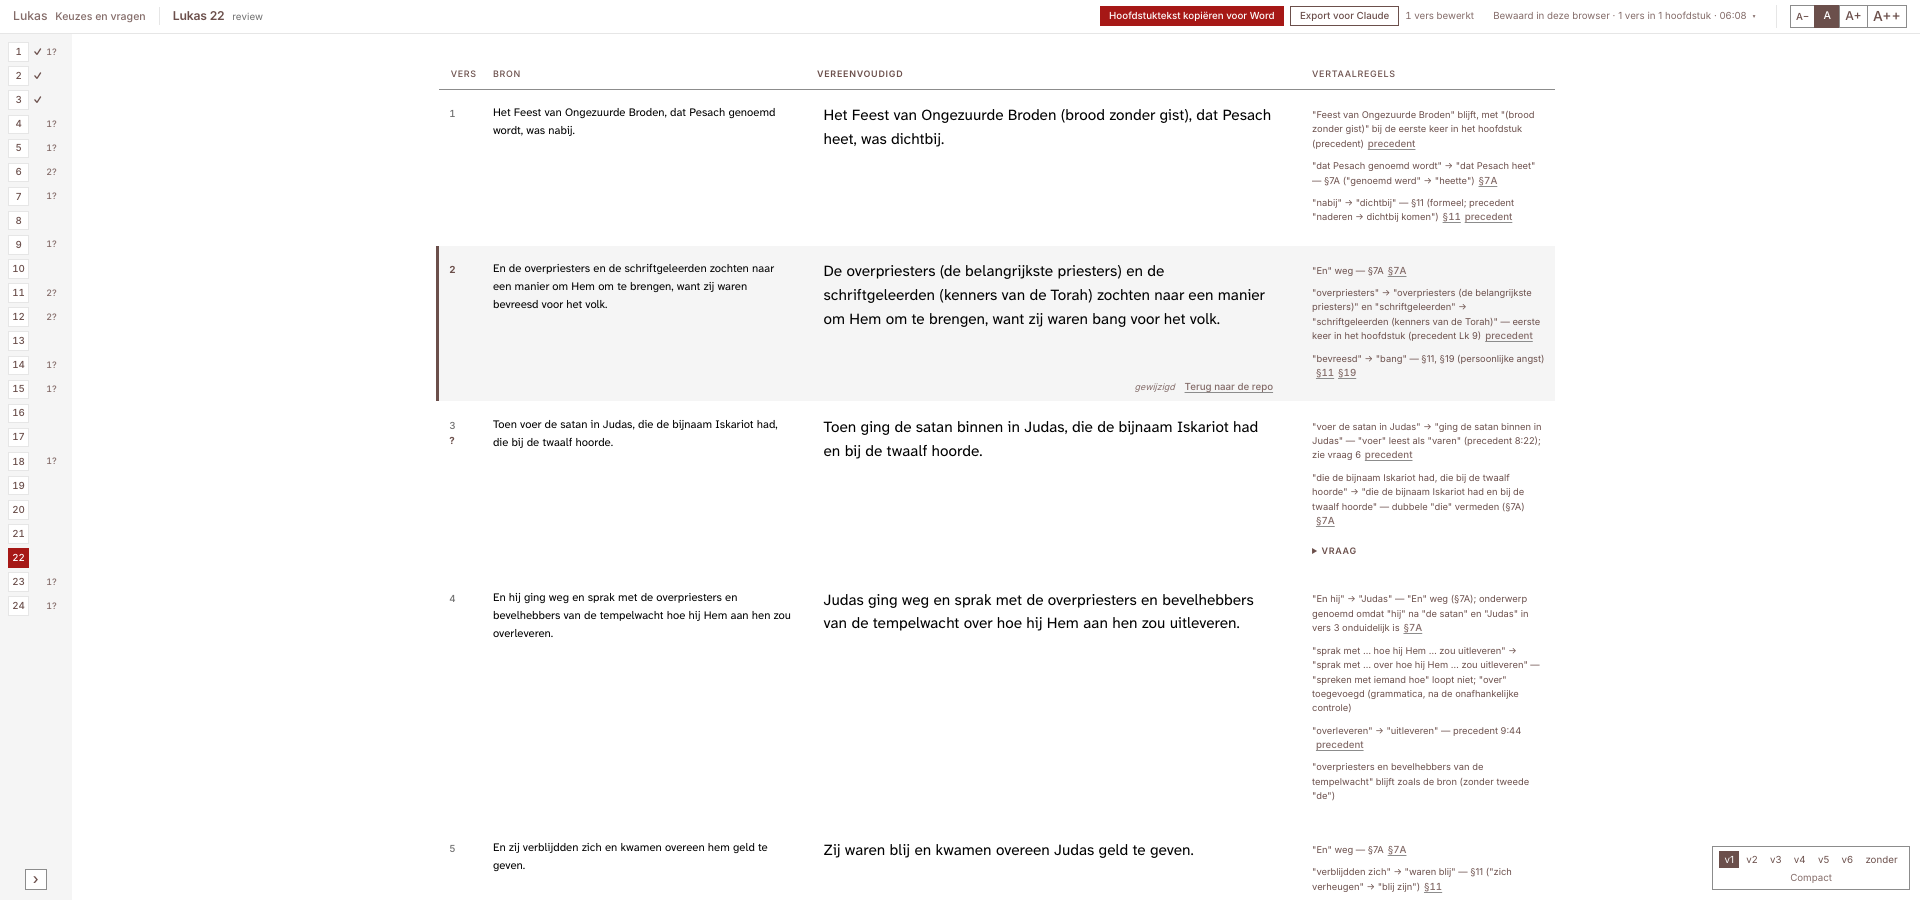 Lukas Keuzes en vragen Lukas 22 review Hoofdstuktekst kopiëren voor Word Export voor Claude 1 vers bewerkt Bewaard in deze browser · 1 vers in 1 hoofdstuk · 06:08 • A− A A+ A++
1 ✓ 1?
2 ✓
3 ✓
4 1?
5 1?
6 2?
7 1?
8
9 1?
10
11 2?
12 2?
13
14 1?
15 1?
16
17
18 1?
19
20
21
22
23 1?
24 1?
VERS BRON VEREENVOUDIGD VERTAALREGELS
1
Het Feest van Ongezuurde Broden, dat Pesach genoemd
wordt, was nabij.
Het Feest van Ongezuurde Broden (brood zonder gist), dat Pesach
heet, was dichtbij.
"Feest van Ongezuurde Broden" blijft, met "(brood
zonder gist)" bij de eerste keer in het hoofdstuk
(precedent) precedent
"dat Pesach genoemd wordt" → "dat Pesach heet"
— §7A ("genoemd werd" → "heette") §7A
"nabij" → "dichtbij" — §11 (formeel; precedent
"naderen → dichtbij komen") §11 precedent
2
En de overpriesters en de schriftgeleerden zochten naar
een manier om Hem om te brengen, want zij waren
bevreesd voor het volk.
De overpriesters (de belangrijkste priesters) en de
schriftgeleerden (kenners van de Torah) zochten naar een manier
om Hem om te brengen, want zij waren bang voor het volk.
gewijzigd Terug naar de repo
"En" weg — §7A §7A
"overpriesters" → "overpriesters (de belangrijkste
priesters)" en "schriftgeleerden" →
"schriftgeleerden (kenners van de Torah)" — eerste
keer in het hoofdstuk (precedent Lk 9) precedent
"bevreesd" → "bang" — §11, §19 (persoonlijke angst)
§11 §19
3
?
Toen voer de satan in Judas, die de bijnaam Iskariot had,
die bij de twaalf hoorde.
Toen ging de satan binnen in Judas, die de bijnaam Iskariot had
en bij de twaalf hoorde.
"voer de satan in Judas" → "ging de satan binnen in
Judas" — "voer" leest als "varen" (precedent 8:22);
zie vraag 6 precedent
"die de bijnaam Iskariot had, die bij de twaalf
hoorde" → "die de bijnaam Iskariot had en bij de
twaalf hoorde" — dubbele "die" vermeden (§7A)
§7A
▶ VRAAG
4
En hij ging weg en sprak met de overpriesters en
bevelhebbers van de tempelwacht hoe hij Hem aan hen zou
overleveren.
Judas ging weg en sprak met de overpriesters en bevelhebbers
van de tempelwacht over hoe hij Hem aan hen zou uitleveren.
"En hij" → "Judas" — "En" weg (§7A); onderwerp
genoemd omdat "hij" na "de satan" en "Judas" in
vers 3 onduidelijk is §7A
"sprak met ... hoe hij Hem ... zou uitleveren" →
"sprak met ... over hoe hij Hem ... zou uitleveren" —
"spreken met iemand hoe" loopt niet; "over"
toegevoegd (grammatica, na de onafhankelijke
controle)
"overleveren" → "uitleveren" — precedent 9:44
precedent
"overpriesters en bevelhebbers van de
tempelwacht" blijft zoals de bron (zonder tweede
"de")
5
En zij verblijdden zich en kwamen overeen hem geld te
geven.
Zij waren blij en kwamen overeen Judas geld te geven.
"En" weg — §7A §7A
"verblijdden zich" → "waren blij" — §11 ("zich
verheugen" → "blij zijn") §11
›
v1 v2 v3 v4 v5 v6 zonder
Compact